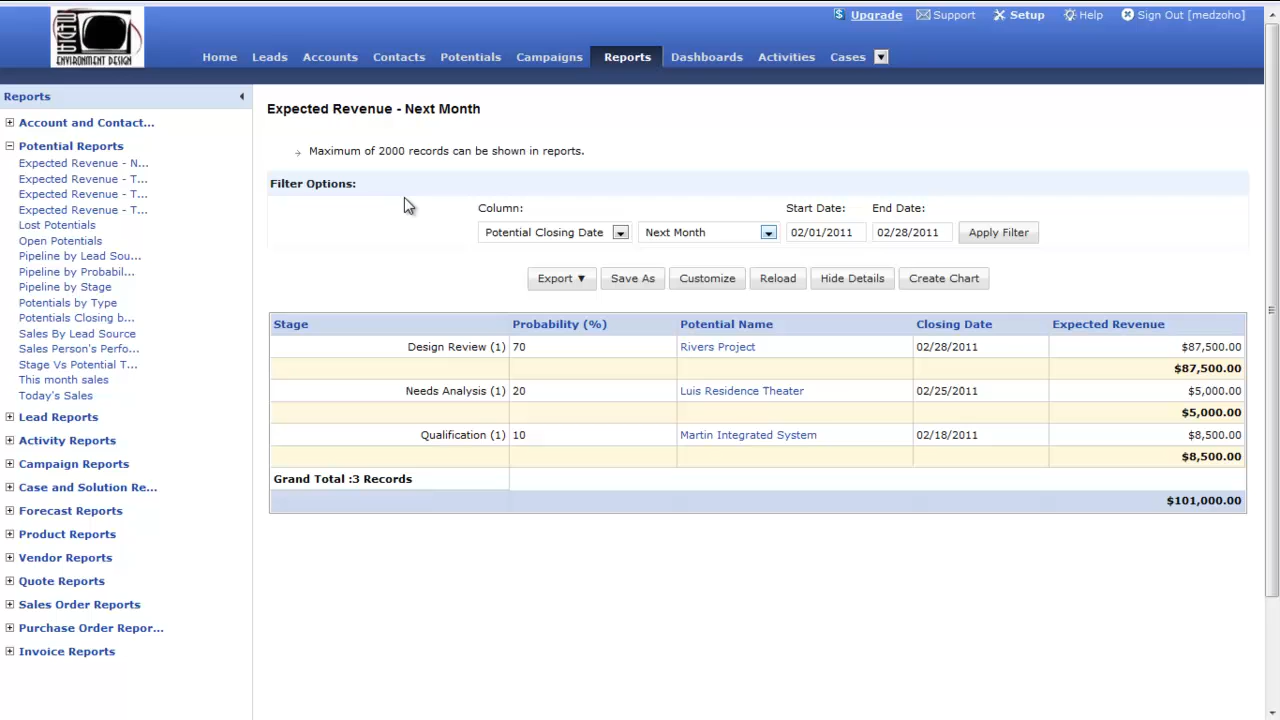 MEDIA
ENVIRONMENT DESIGN
Upgrade Support Setup Help Sign Out [medzoho]
Home Leads Accounts Contacts Potentials Campaigns Reports Dashboards Activities Cases
Reports
Account and Contact...
Potential Reports
Expected Revenue - N...
Expected Revenue - T...
Expected Revenue - T...
Expected Revenue - T...
Lost Potentials
Open Potentials
Pipeline by Lead Sou...
Pipeline by Probabil...
Pipeline by Stage
Potentials by Type
Potentials Closing b...
Sales By Lead Source
Sales Person's Perfo...
Stage Vs Potential T...
This month sales
Today's Sales
Lead Reports
Activity Reports
Campaign Reports
Case and Solution Re...
Forecast Reports
Product Reports
Vendor Reports
Quote Reports
Sales Order Reports
Purchase Order Repor...
Invoice Reports
Expected Revenue - Next Month
Maximum of 2000 records can be shown in reports.
Filter Options:
Column: Start Date: End Date:
Potential Closing Date Next Month 02/01/2011 02/28/2011 Apply Filter
Export ▼ Save As Customize Reload Hide Details Create Chart
Stage Probability (%) Potential Name Closing Date Expected Revenue
Design Review (1) 70 Rivers Project 02/28/2011 $87,500.00
$87,500.00
Needs Analysis (1) 20 Luis Residence Theater 02/25/2011 $5,000.00
$5,000.00
Qualification (1) 10 Martin Integrated System 02/18/2011 $8,500.00
$8,500.00
Grand Total :3 Records
$101,000.00